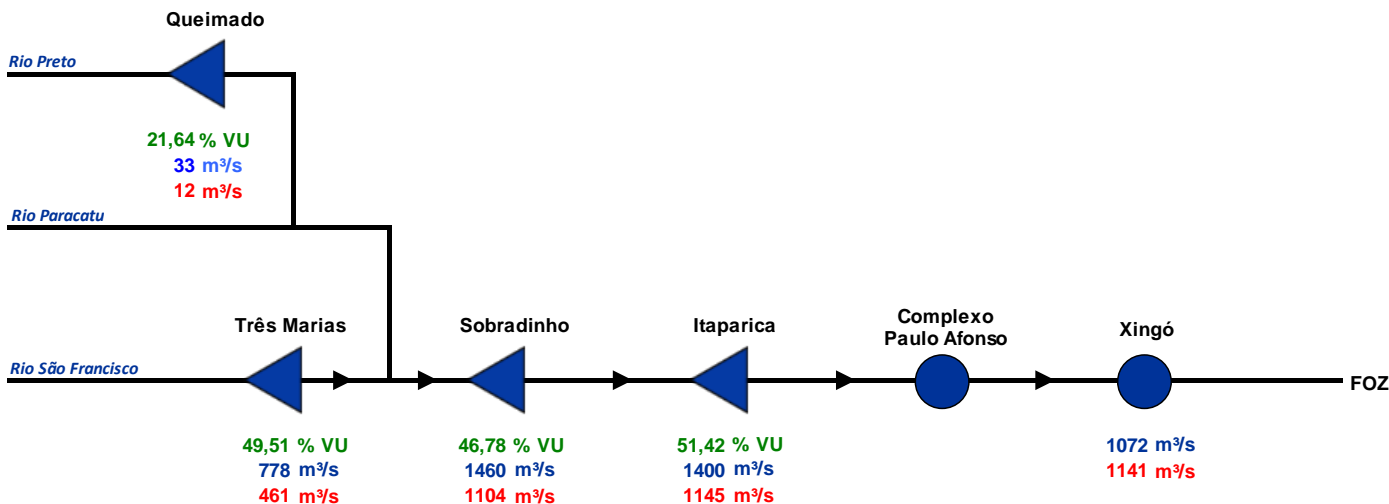 Queimado
Rio Preto
21,64 % VU
33 m³/s
12 m³/s
Rio Paracatu
Três Marias
Sobradinho
Itaparica
Complexo
Paulo Afonso
Xingó
Rio São Francisco
FOZ
49,51 % VU
778 m³/s
461 m³/s
46,78 % VU
1460 m³/s
1104 m³/s
51,42 % VU
1400 m³/s
1145 m³/s
1072 m³/s
1141 m³/s